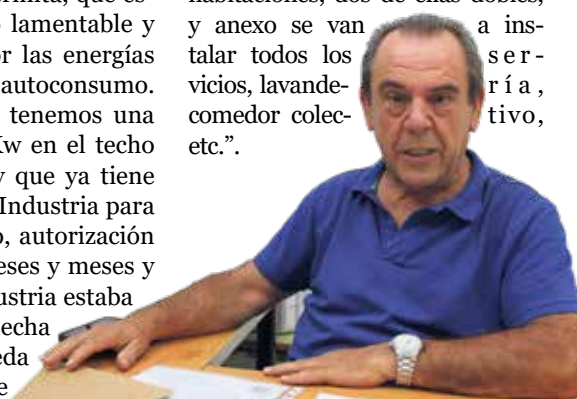 rmita, que es-
lamentable y
or las energías
autoconsumo.
tenemos una
Kw en el techo
y que ya tiene
Industria para
o, autorización
eses y meses y
ustria estaba
echa
eda
e
habitaciones, dos de ellas dobles,
y anexo se van a ins-
talar todos los ser-
vicios, lavande- ría,
comedor colec- tivo,
etc.”.